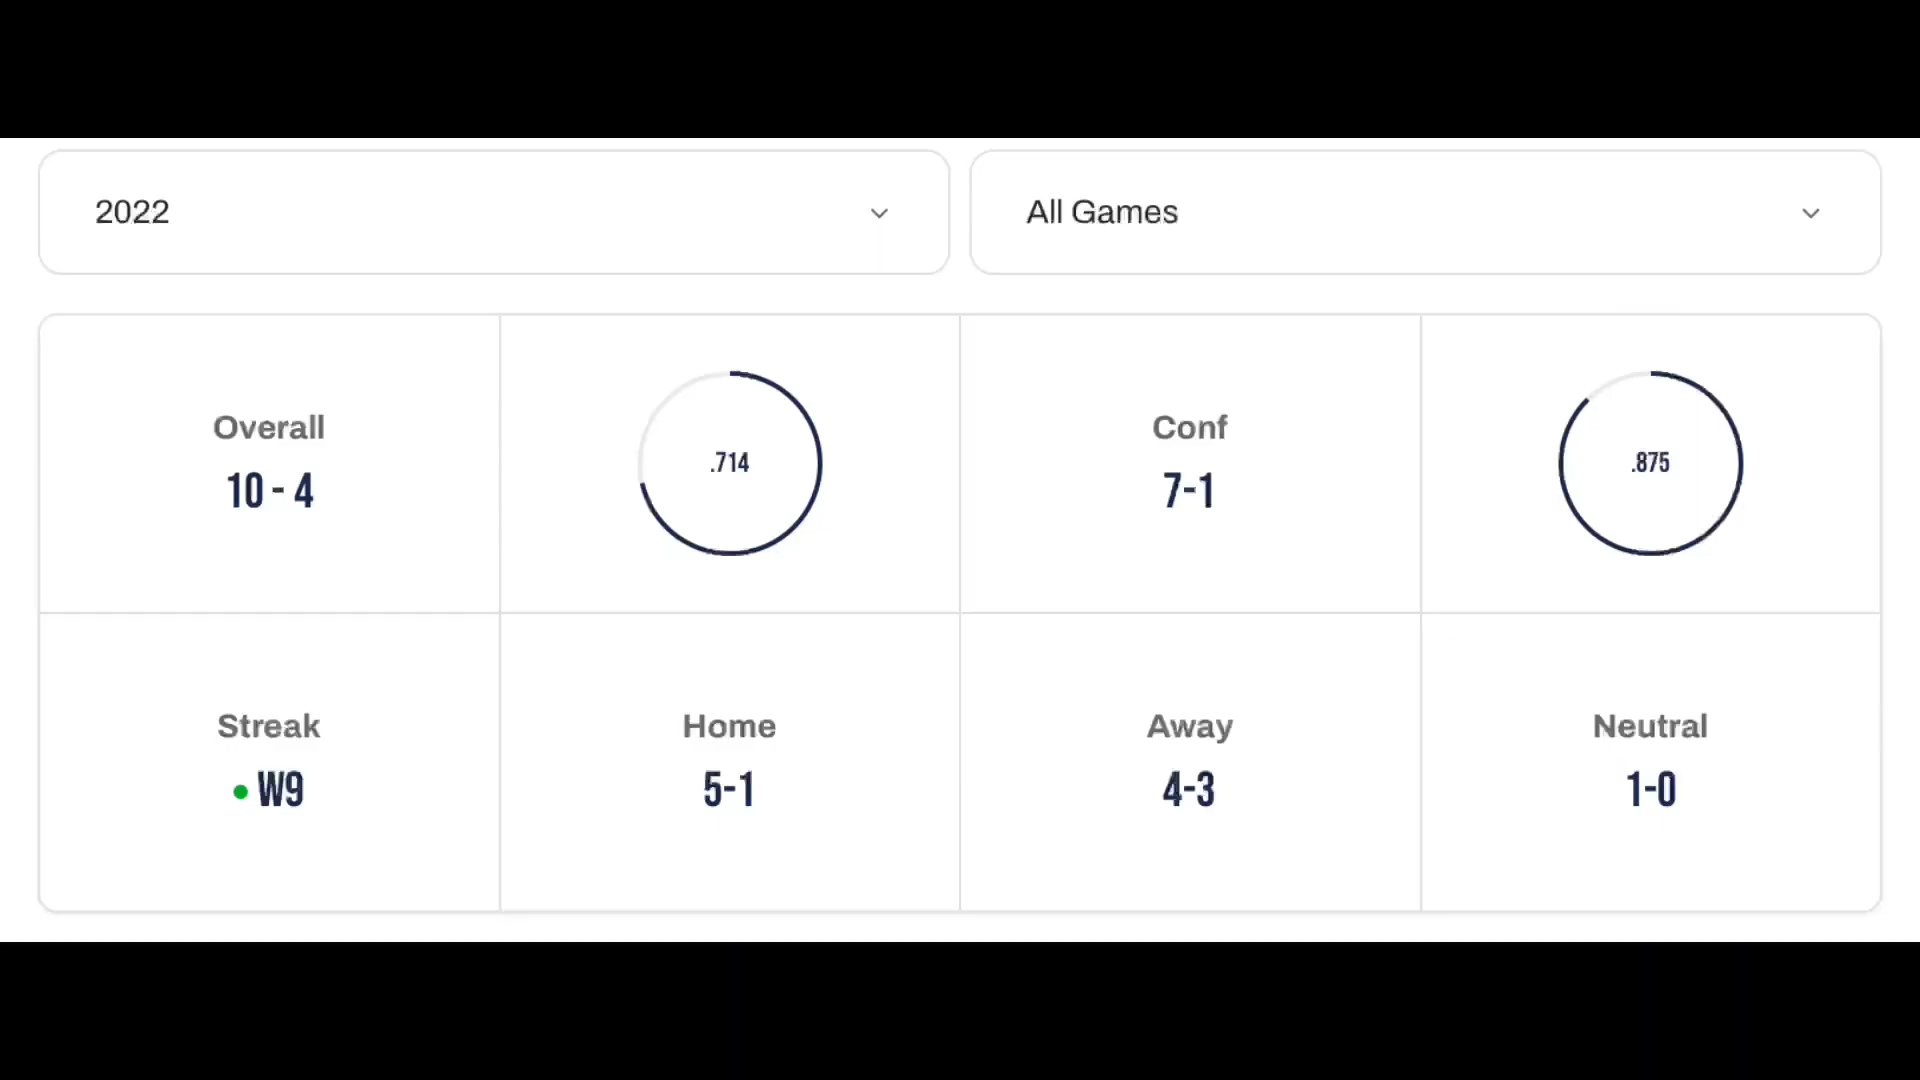 2022
All Games
Overall
10 - 4
.714
Conf
7-1
.875
Streak
W9
Home
5-1
Away
4-3
Neutral
1-0